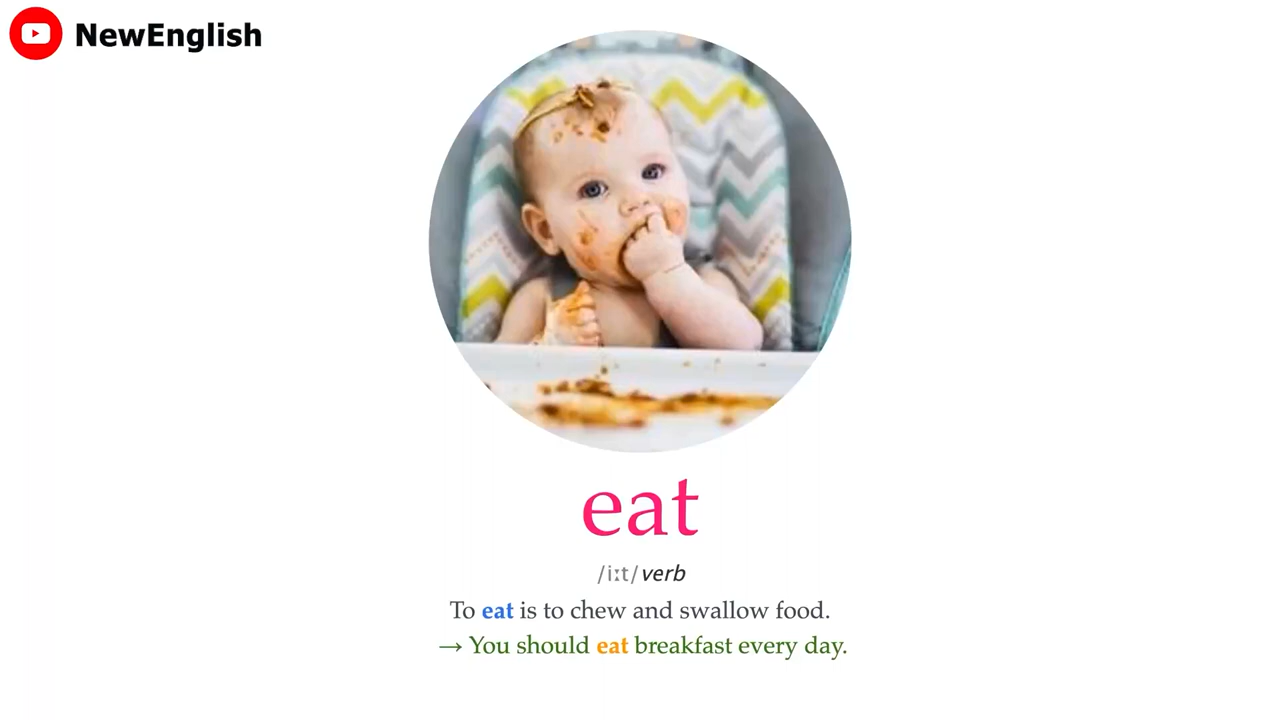 NewEnglish
eat
/iːt/verb
To eat is to chew and swallow food.
→ You should eat breakfast every day.